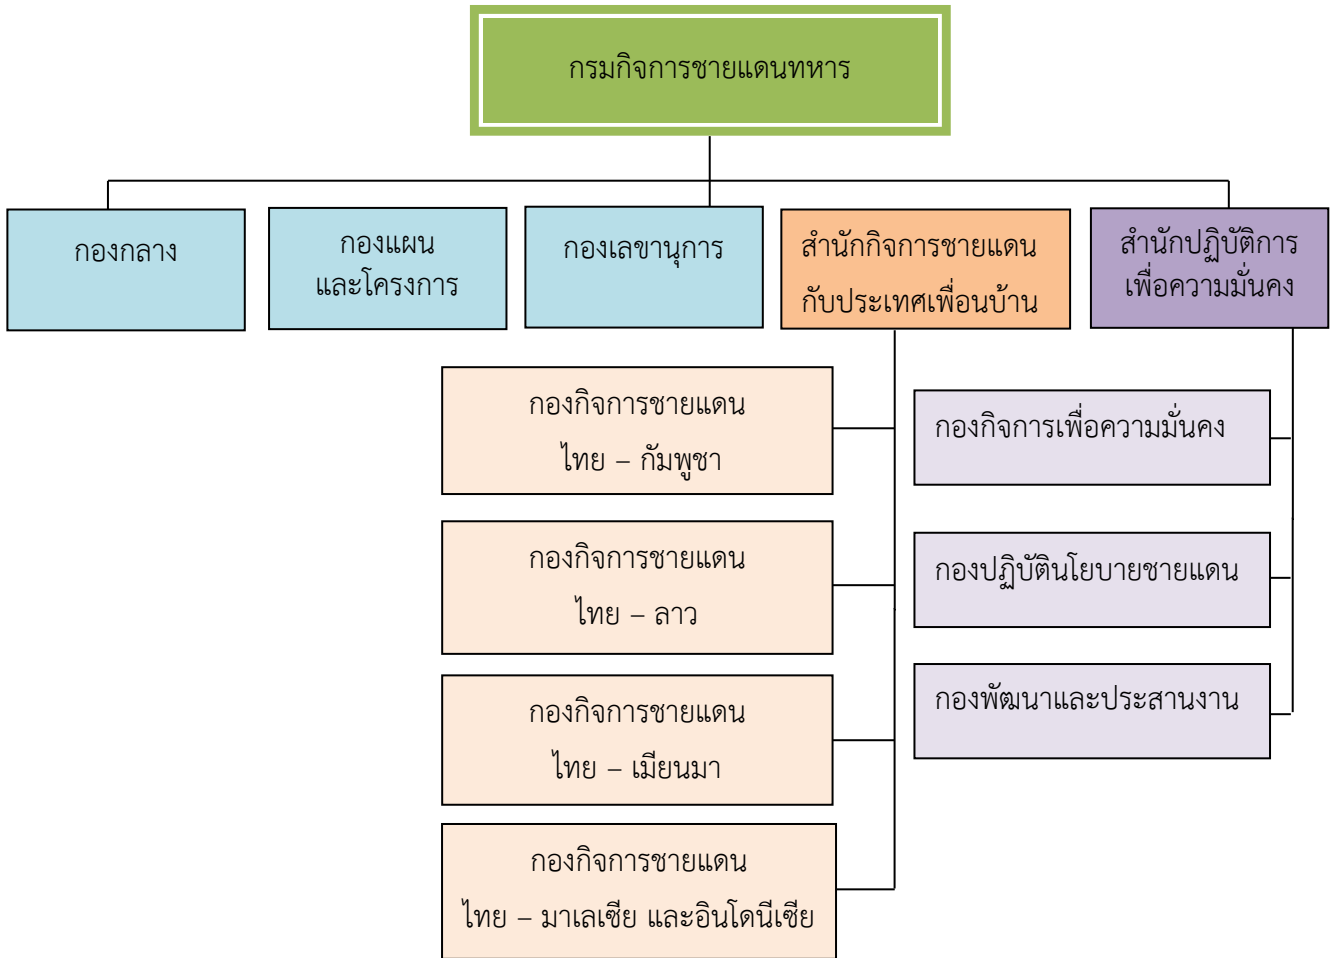 กรมกิจการชายแดนทหาร
กองกลาง
กองแผน
และโครงการ
กองเลขานุการ
สำนักกิจการชายแดน
กับประเทศเพื่อนบ้าน
สำนักปฏิบัติการ
เพื่อความมั่นคง
กองกิจการชายแดน
ไทย – กัมพูชา
กองกิจการชายแดน
ไทย – ลาว
กองกิจการชายแดน
ไทย – เมียนมา
กองกิจการชายแดน
ไทย – มาเลเซีย และอินโดนีเซีย
กองกิจการเพื่อความมั่นคง
กองปฏิบัตินโยบายชายแดน
กองพัฒนาและประสานงาน